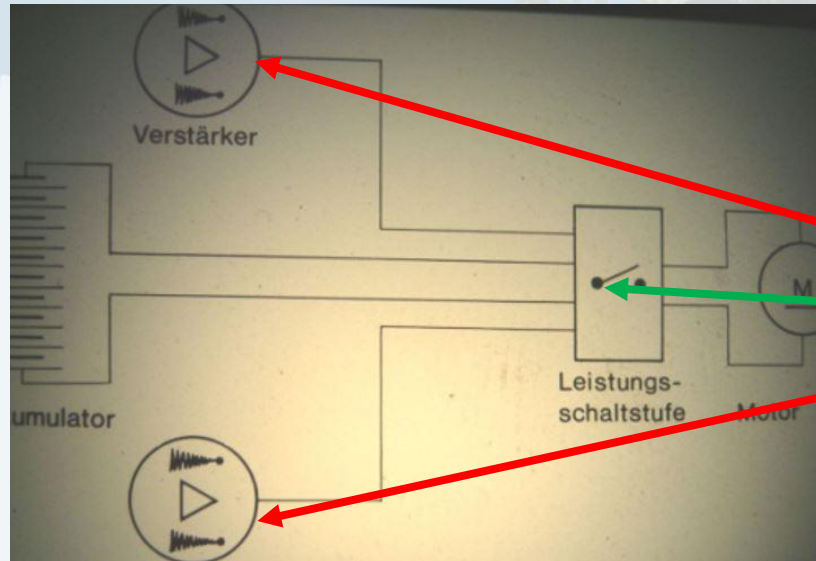 Verstärker
M
Leistungs-
schaltstufe
umulator
Motor